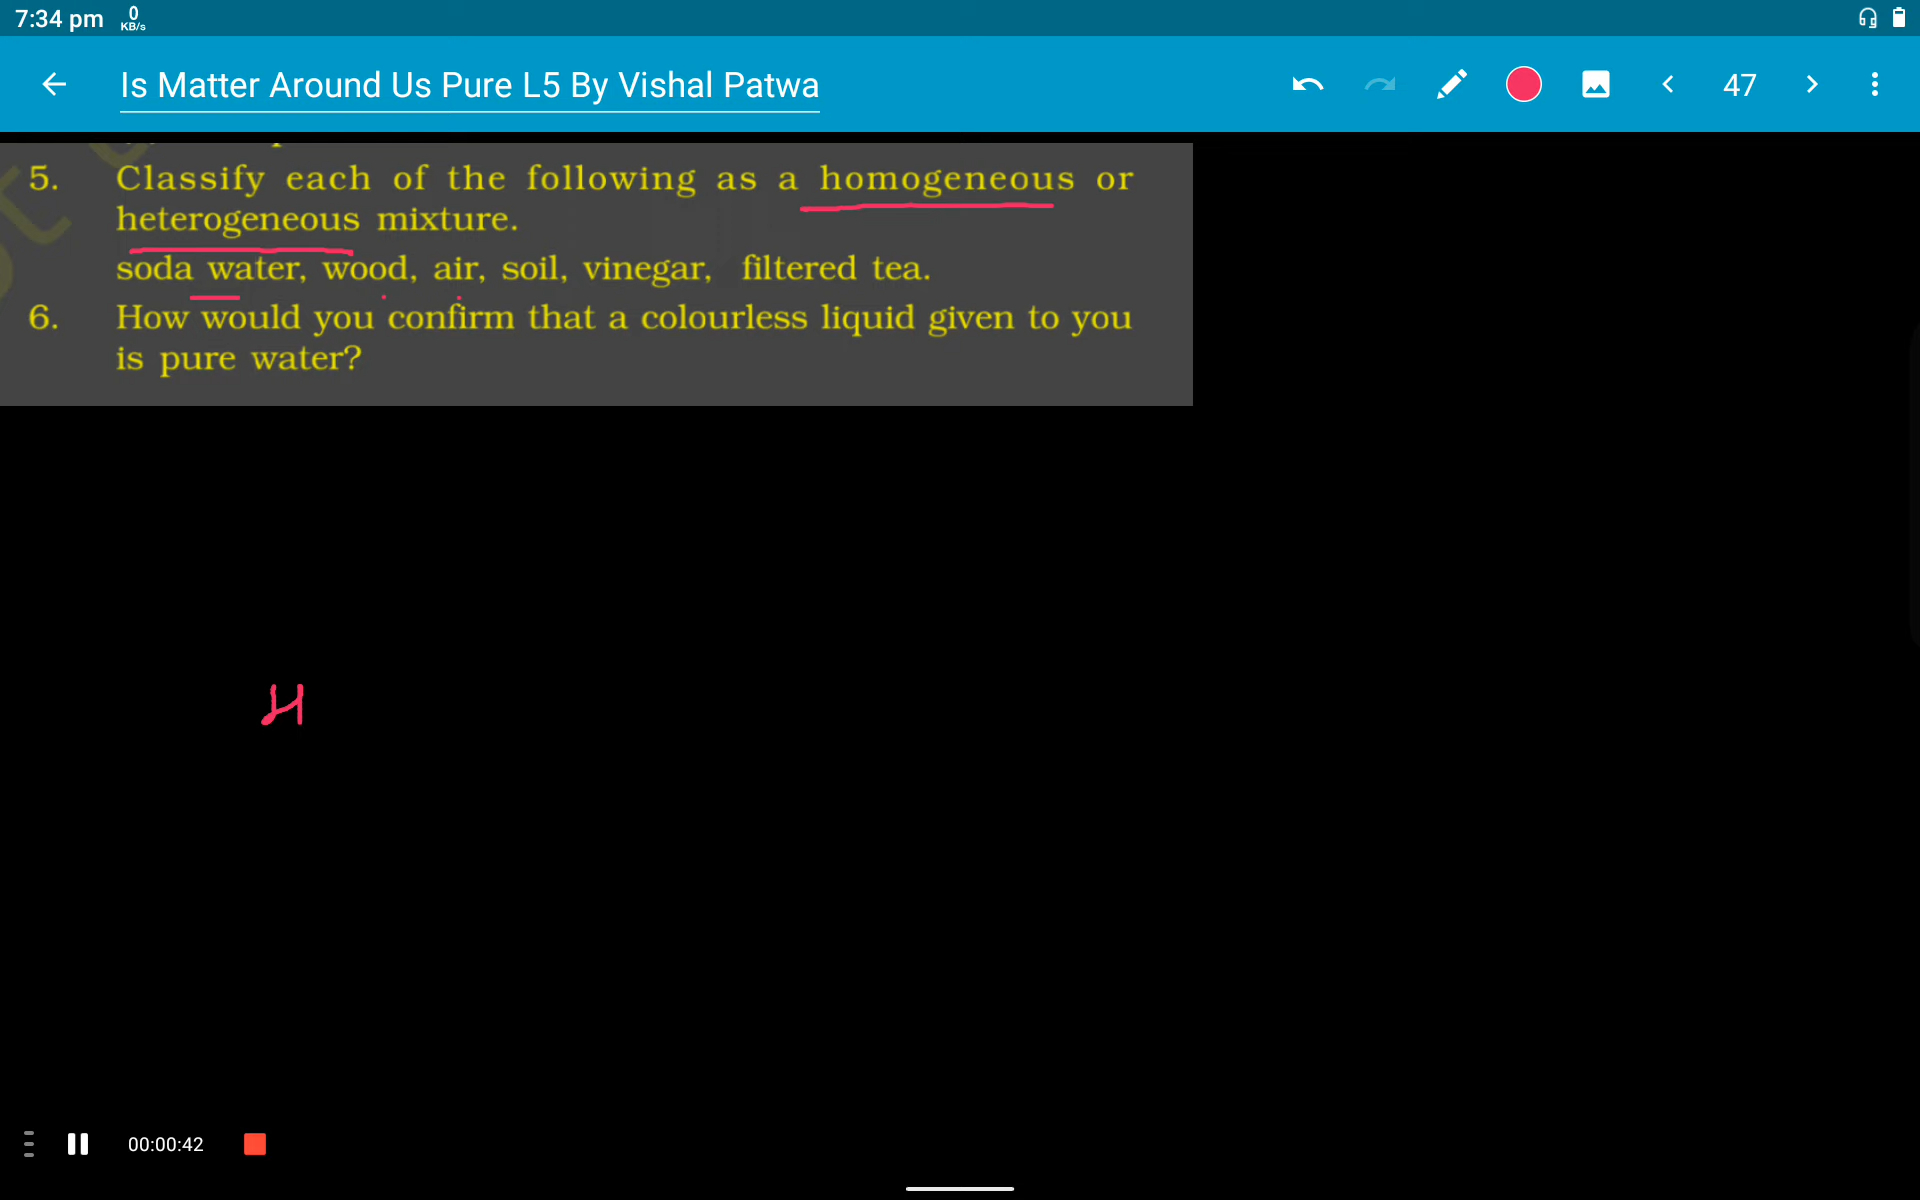 7:34 pm 0 KB/s
Is Matter Around Us Pure L5 By Vishal Patwa 47
5. Classify each of the following as a homogeneous or
heterogeneous mixture.
soda water, wood, air, soil, vinegar, filtered tea.
6. How would you confirm that a colourless liquid given to you
is pure water?
H
00:00:42